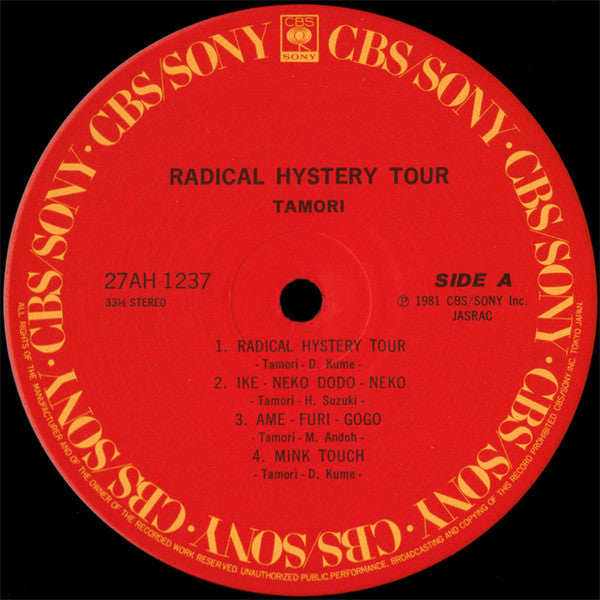 CBS/SONY · CBS/SONY · CBS/SONY · CBS/SONY · CBS/SONY · CBS/SONY · CBS/SONY · CBS/SONY
CBS
SONY
RADICAL HYSTERY TOUR
TAMORI
27AH 1237
33⅓ STEREO
SIDE A
℗ 1981 CBS/SONY Inc.
JASRAC
1. RADICAL HYSTERY TOUR
- Tamori - D. Kume -
2. IKE - NEKO DODO - NEKO
- Tamori - H. Suzuki -
3. AME - FURI - GOGO
- Tamori - M. Andoh -
4. MINK TOUCH
- Tamori - D. Kume -
ALL RIGHTS OF THE MANUFACTURER AND OF THE OWNER OF THE RECORDED WORK RESERVED. UNAUTHORIZED PUBLIC PERFORMANCE, BROADCASTING AND COPYING OF THIS RECORD PROHIBITED. CBS/SONY INC. TOKYO JAPAN.